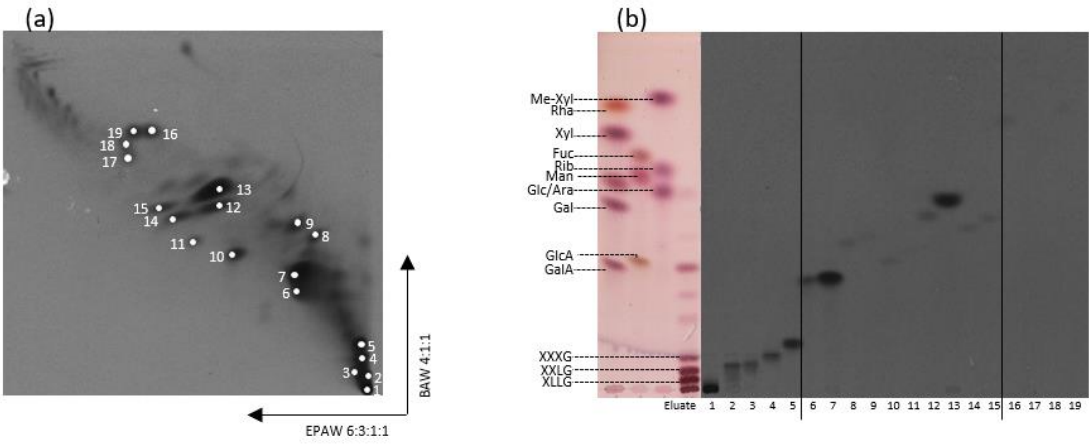 (a)
(b)
19
16
18
17
13
15
12
14
9
11
8
10
7
6
5
4
3
2
1
BAW 4:1:1
EPAW 6:3:1:1
Me-Xyl
Rha
Xyl
Fuc
Rib
Man
Glc/Ara
Gal
GlcA
GalA
XXXG
XXLG
XLLG
Eluate 1 2 3 4 5 6 7 8 9 10 11 12 13 14 15 16 17 18 19